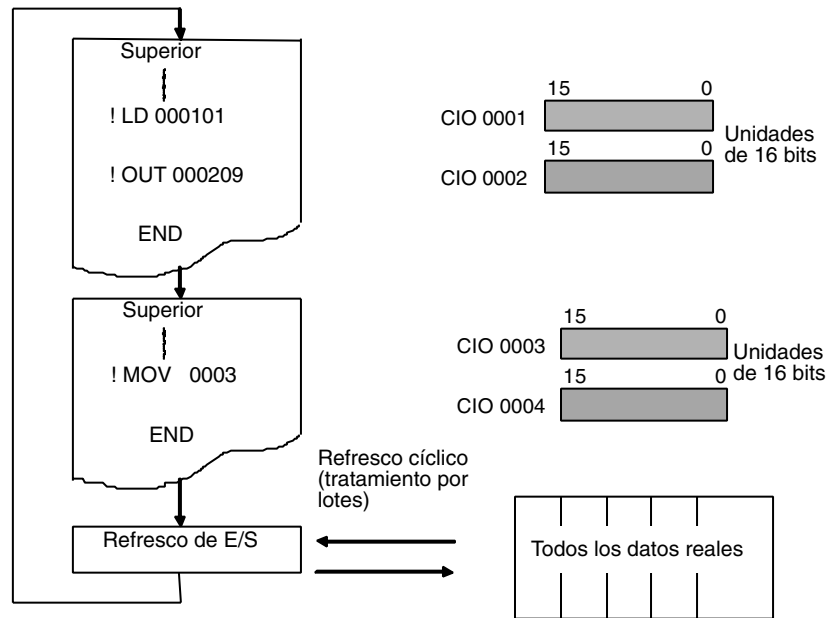 Superior
! LD 000101
! OUT 000209
END
15 0
CIO 0001
15 0
CIO 0002
Unidades
de 16 bits
Superior
! MOV 0003
END
15 0
CIO 0003
15 0
CIO 0004
Unidades
de 16 bits
Refresco cíclico
(tratamiento por
lotes)
Refresco de E/S
Todos los datos reales